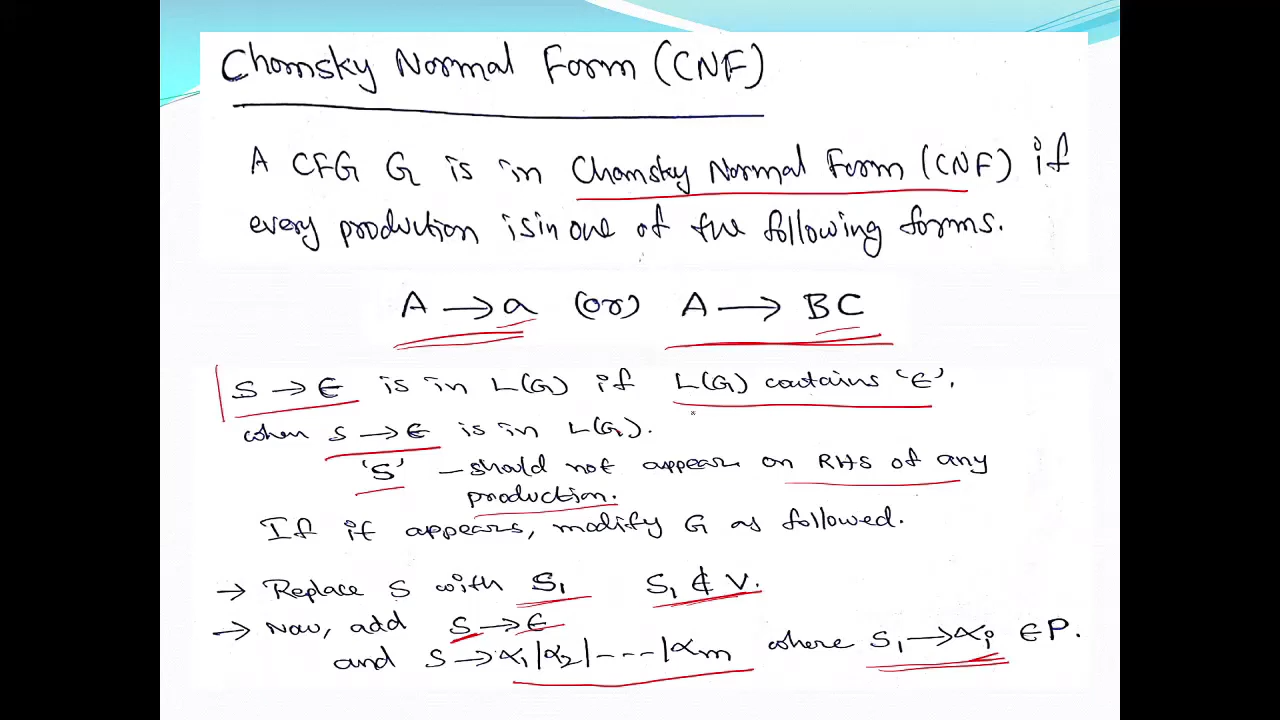 Chomsky Normal Form (CNF)
A CFG G is in Chomsky Normal Form (CNF) if
every production is in one of the following forms.
A → a (or) A → BC
S → ϵ is in L(G) if L(G) contains 'ϵ'.
when S → ϵ is in L(G).
'S' – should not appear on RHS of any
production.
If it appears, modify G as followed.
→ Replace S with S₁ S₁ ∉ V.
→ Now, add S → ϵ
and S → α₁|α₂|----|αm where S₁ → αᵢ ∈ P.